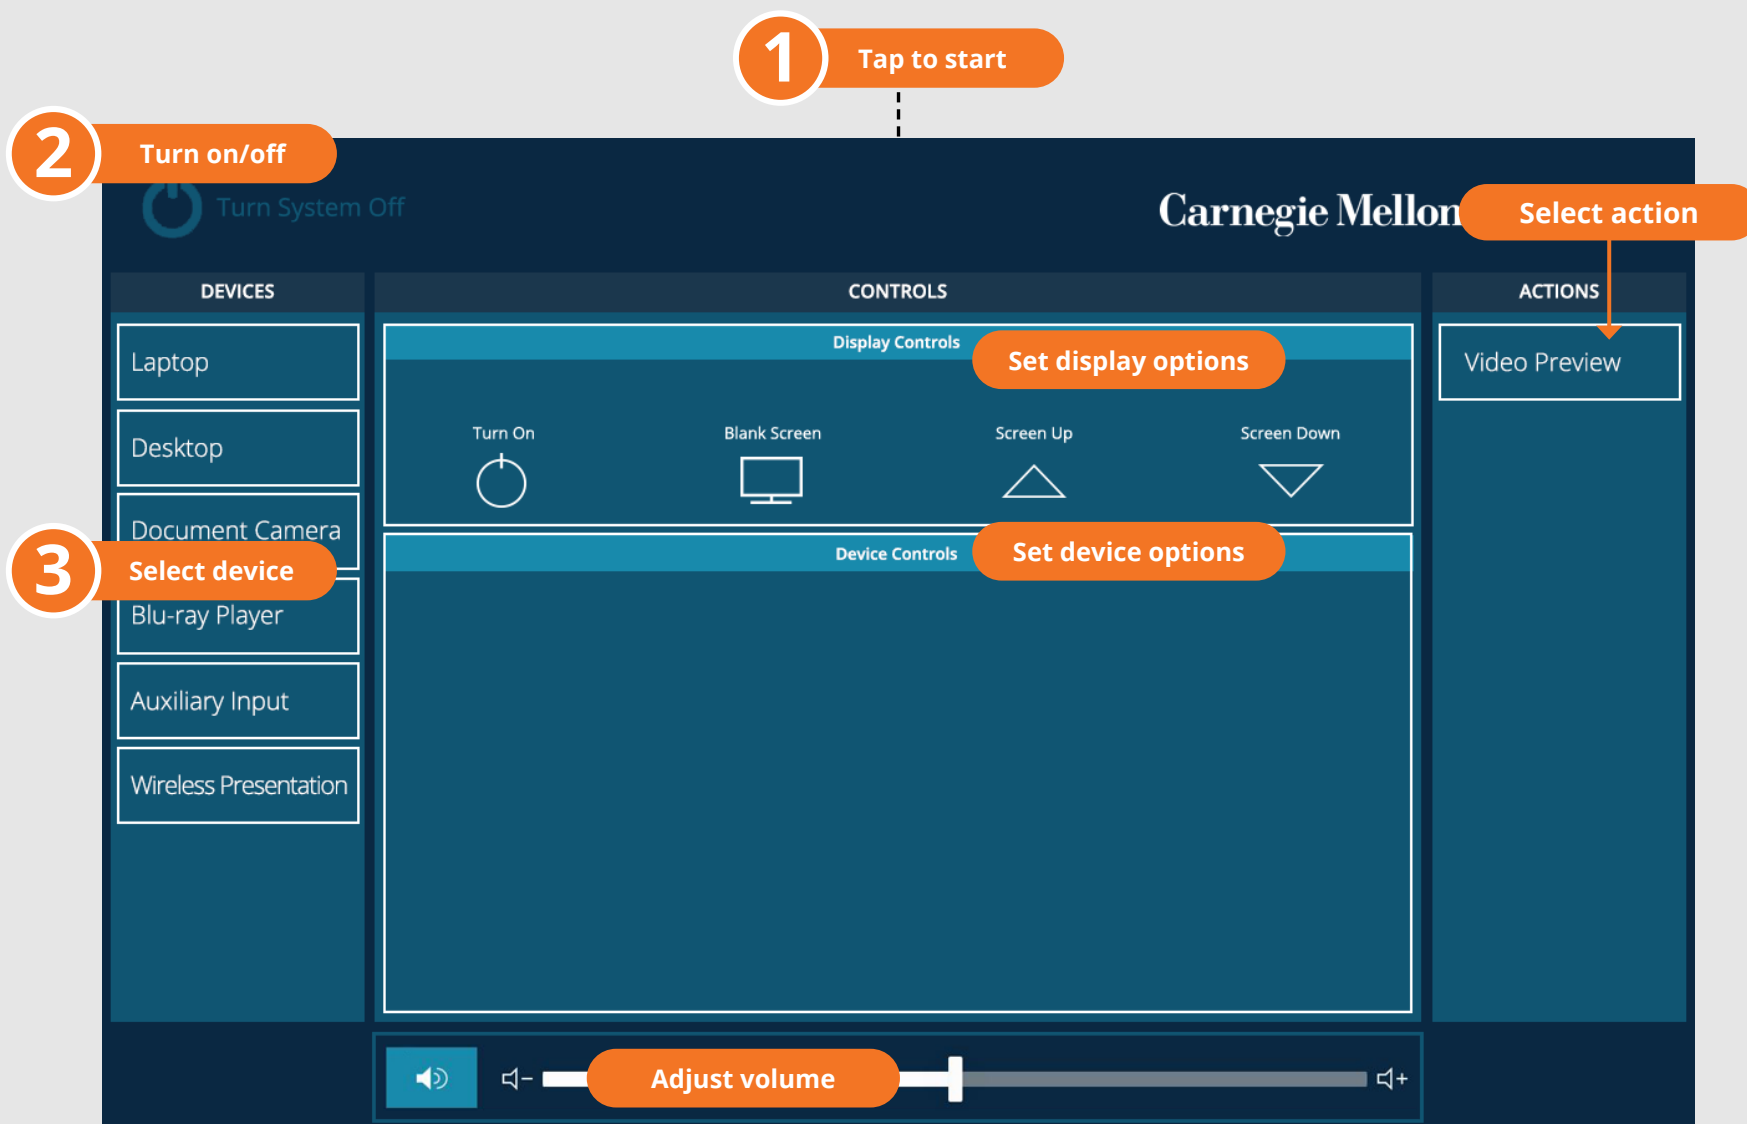 1 Tap to start
2 Turn on/off
Turn System Off
Carnegie Mellon
Select action
DEVICES
CONTROLS
ACTIONS
Laptop
Desktop
Document Camera
3 Select device
Blu-ray Player
Auxiliary Input
Wireless Presentation
Display Controls
Set display options
Turn On
Blank Screen
Screen Up
Screen Down
Device Controls
Set device options
Video Preview
Adjust volume